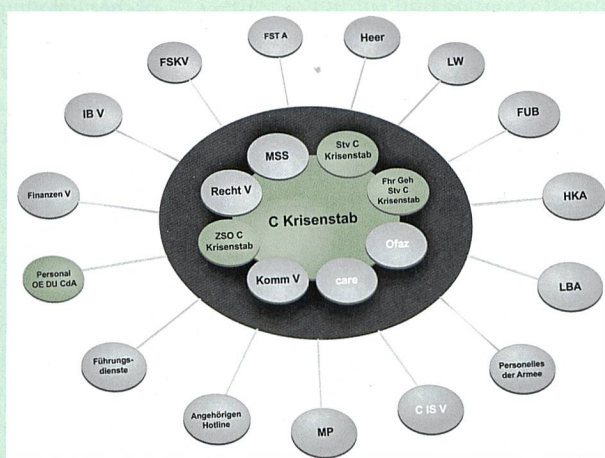 FST A
Heer
LW
FUB
HKA
LBA
Personelles
der Armee
C IS V
MP
Angehörigen
Hotline
Führungs-
dienste
Personal
OE DU CdA
Finanzen V
IB V
FSKV
MSS
Stv C
Krisenstab
Fhr Geh
Stv C
Krisenstab
Ofaz
care
Komm V
ZSO C
Krisenstab
Recht V
C Krisenstab